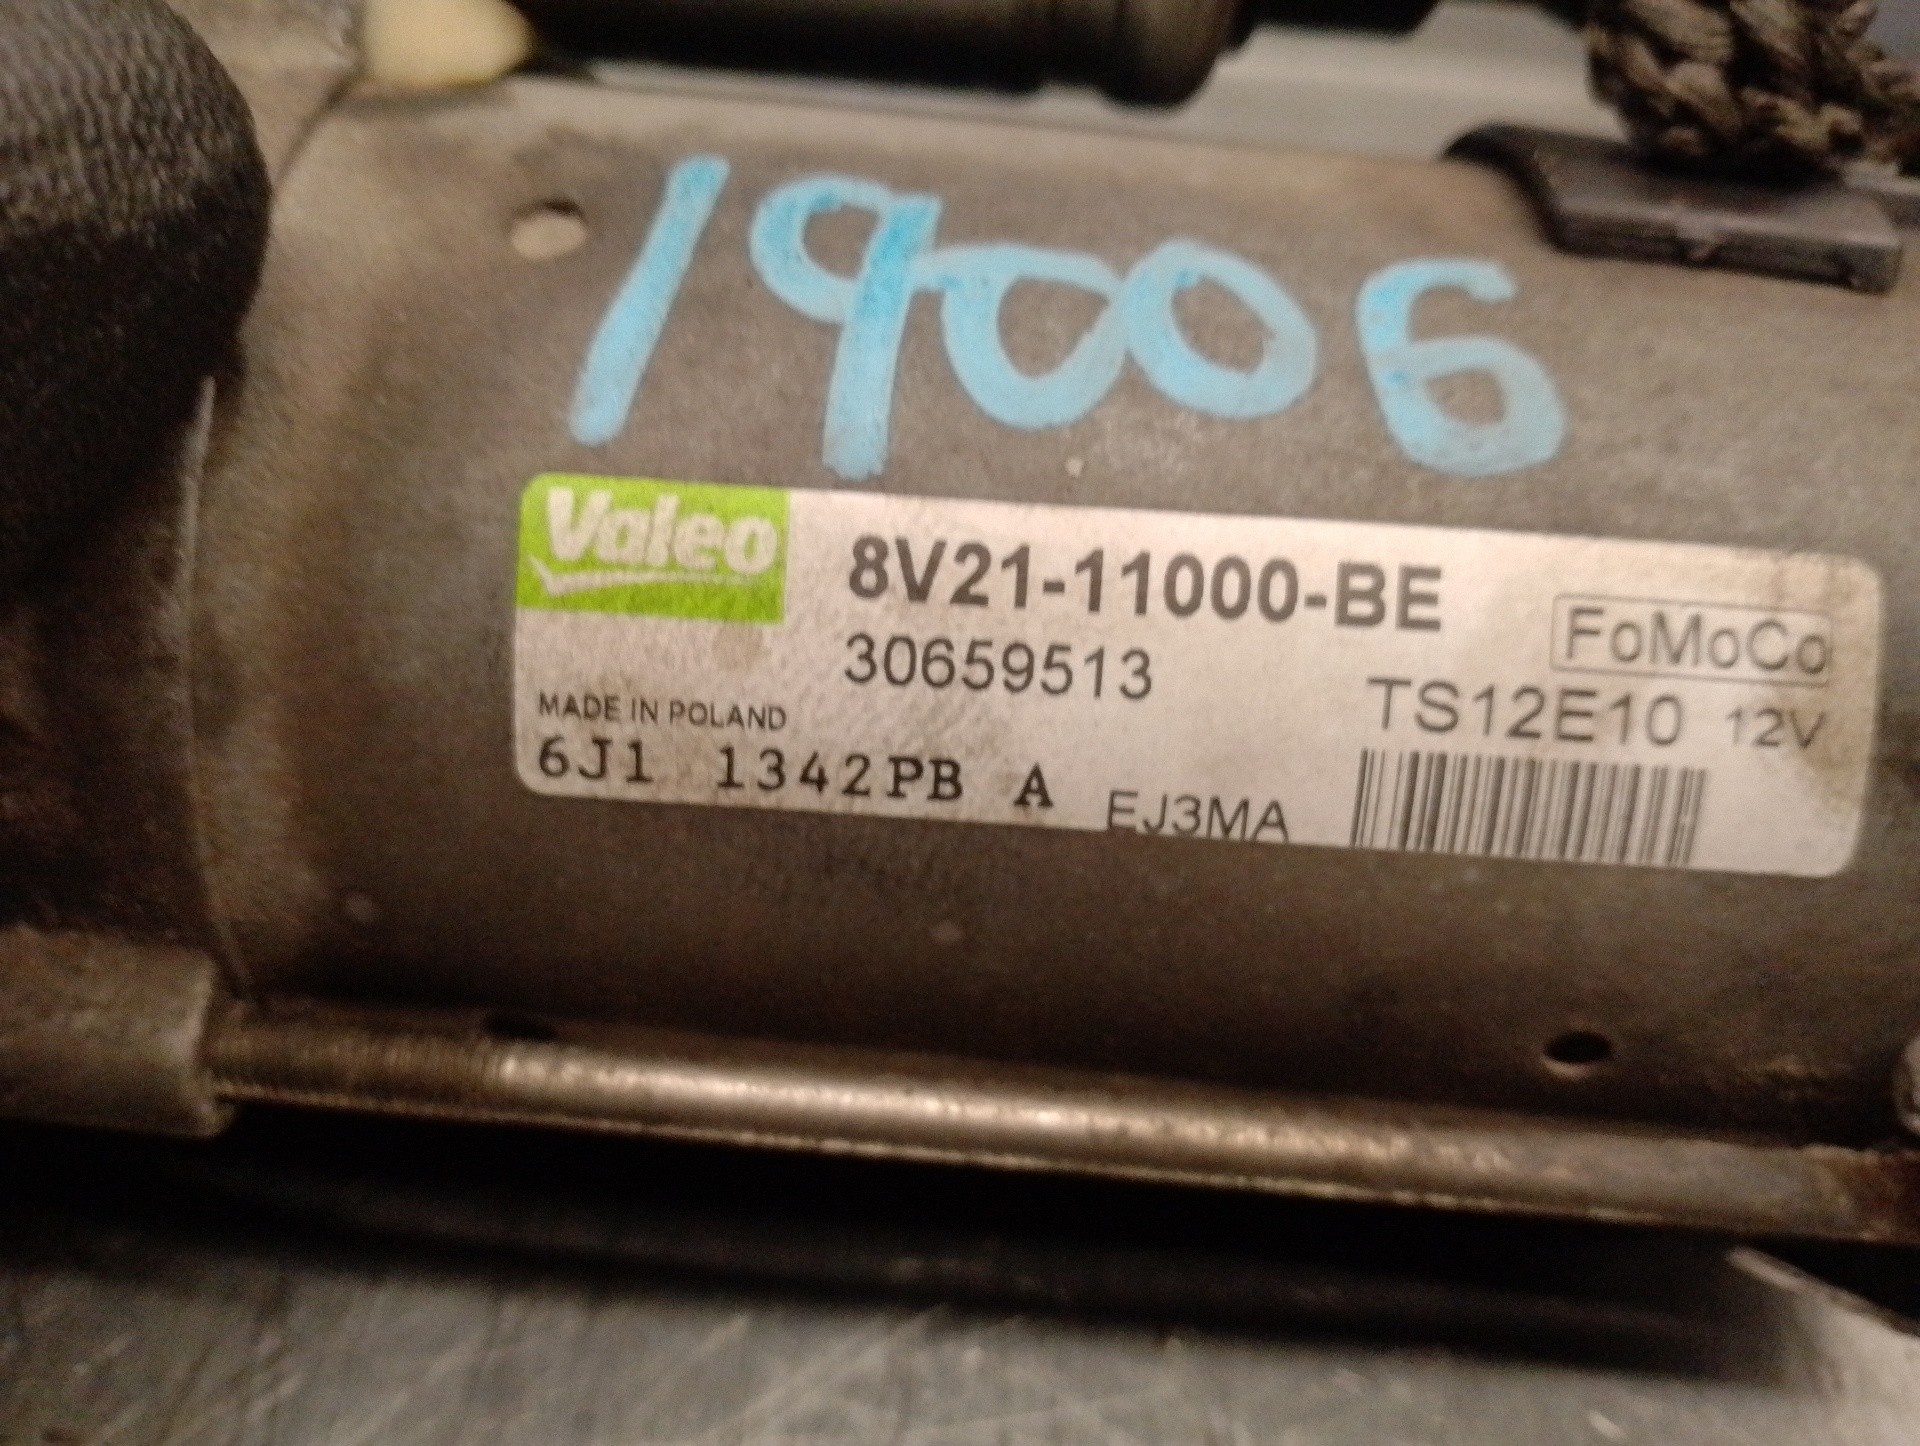 19006
Valeo
8V21-11000-BE
30659513
FoMoCo
MADE IN POLAND
TS12E10 12V
6J1 1342PB A EJ3MA